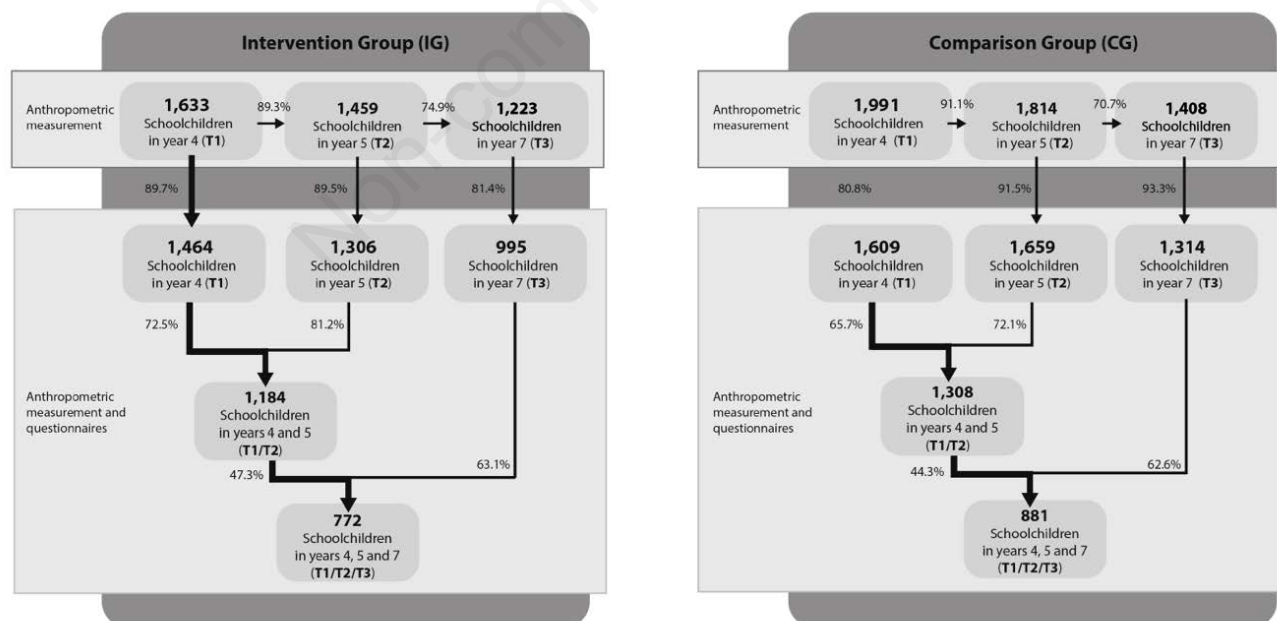 Intervention Group (IG)
Anthropometric
measurement
1,633
Schoolchildren
in year 4 (T1)
89.3%
1,459
Schoolchildren
in year 5 (T2)
74.9%
1,223
Schoolchildren
in year 7 (T3)
89.7%
89.5%
81.4%
1,464
Schoolchildren
in year 4 (T1)
1,306
Schoolchildren
in year 5 (T2)
995
Schoolchildren
in year 7 (T3)
72.5%
81.2%
Anthropometric
measurement and
questionnaires
1,184
Schoolchildren
in years 4 and 5
(T1/T2)
47.3%
63.1%
772
Schoolchildren
in years 4, 5 and 7
(T1/T2/T3)
Comparison Group (CG)
Anthropometric
measurement
1,991
Schoolchildren
in year 4 (T1)
91.1%
1,814
Schoolchildren
in year 5 (T2)
70.7%
1,408
Schoolchildren
in year 7 (T3)
80.8%
91.5%
93.3%
1,609
Schoolchildren
in year 4 (T1)
1,659
Schoolchildren
in year 5 (T2)
1,314
Schoolchildren
in year 7 (T3)
65.7%
72.1%
Anthropometric
measurement and
questionnaires
1,308
Schoolchildren
in years 4 and 5
(T1/T2)
44.3%
62.6%
881
Schoolchildren
in years 4, 5 and 7
(T1/T2/T3)